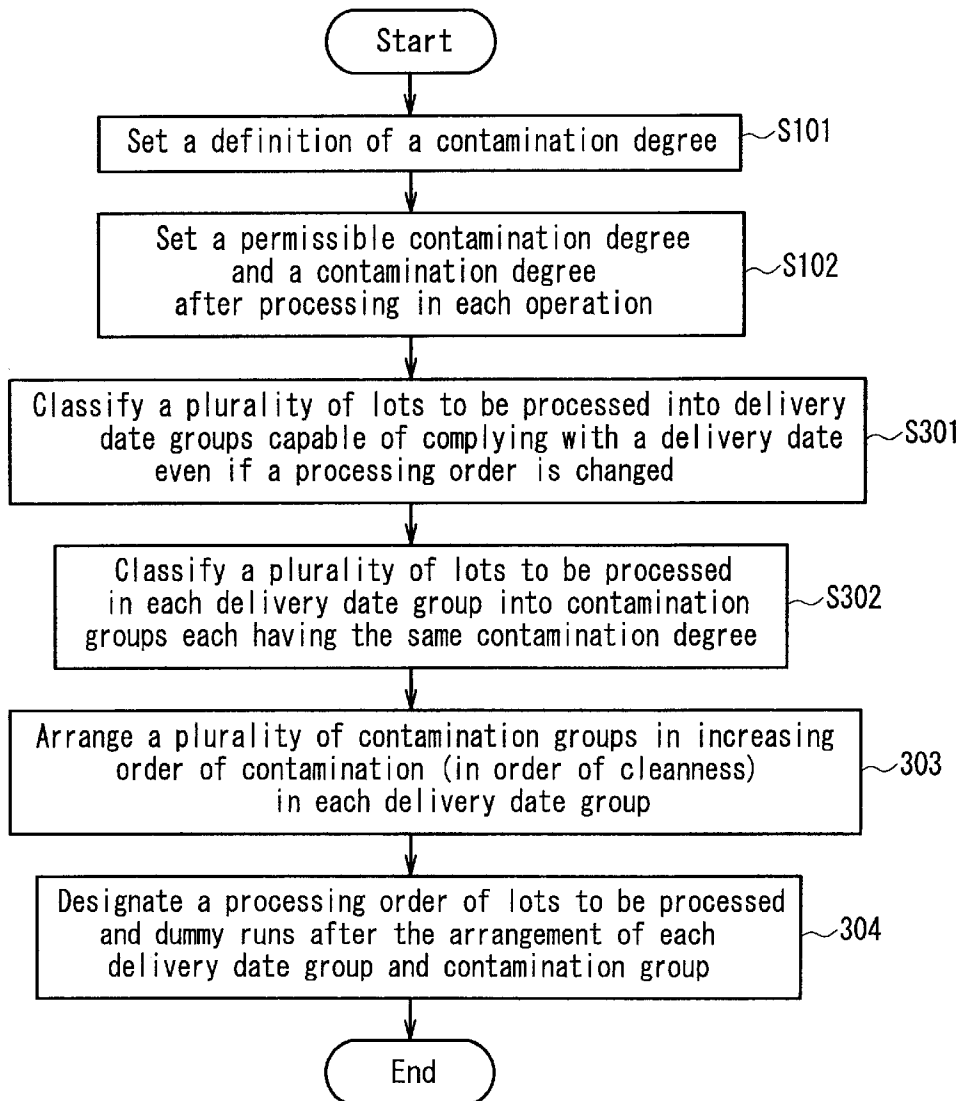 Start
Set a definition of a contamination degree
S101
Set a permissible contamination degree
and a contamination degree
after processing in each operation
S102
Classify a plurality of lots to be processed into delivery
date groups capable of complying with a delivery date
even if a processing order is changed
S301
Classify a plurality of lots to be processed
in each delivery date group into contamination
groups each having the same contamination degree
S302
Arrange a plurality of contamination groups in increasing
order of contamination (in order of cleanness)
in each delivery date group
303
Designate a processing order of lots to be processed
and dummy runs after the arrangement of each
delivery date group and contamination group
304
End